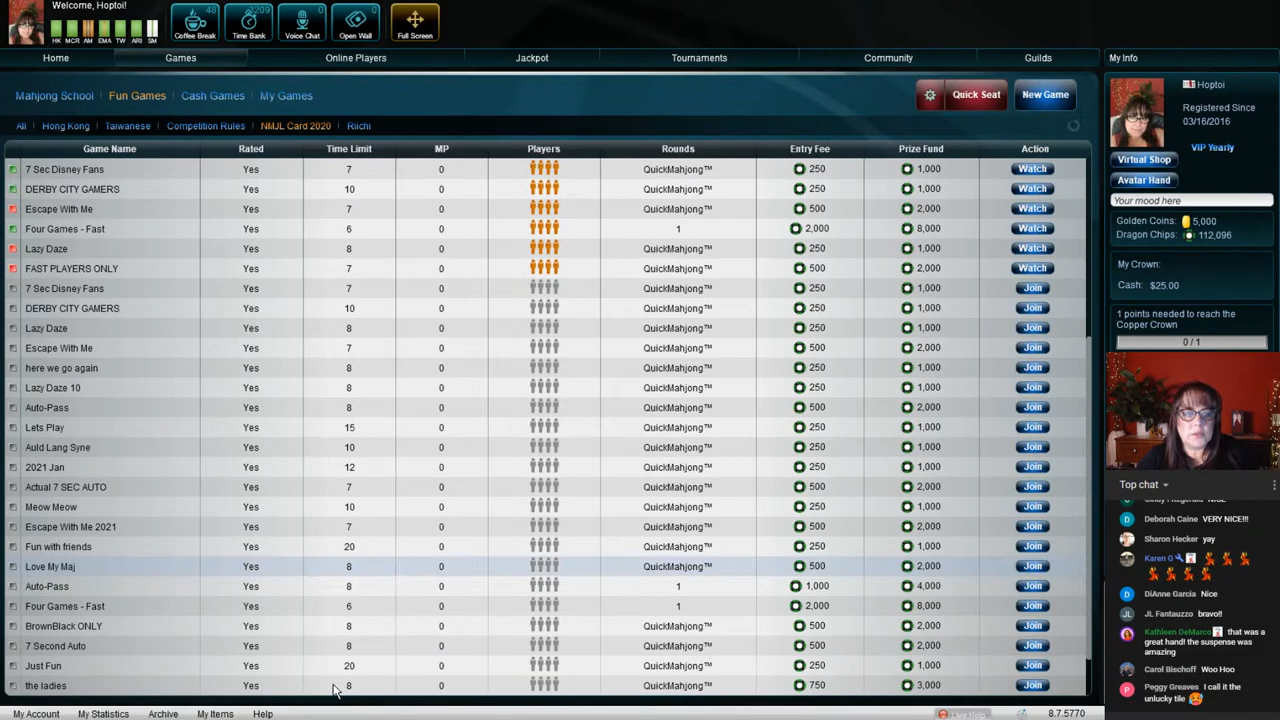 Welcome, Hoptoi!
HK MCR AM EMA TW ARI SM
48
Coffee Break
2209
Time Bank
0
Voice Chat
0
Open Wall
Full Screen
Home Games Online Players Jackpot Tournaments Community Guilds My Info
Mahjong School Fun Games Cash Games My Games Quick Seat New Game
All Hong Kong Taiwanese Competition Rules NMJL Card 2020 Riichi
Game Name Rated Time Limit MP Players Rounds Entry Fee Prize Fund Action
7 Sec Disney Fans Yes 7 0 QuickMahjong™ 250 1,000 Watch
DERBY CITY GAMERS Yes 10 0 QuickMahjong™ 250 1,000 Watch
Escape With Me Yes 7 0 QuickMahjong™ 500 2,000 Watch
Four Games - Fast Yes 6 0 1 2,000 8,000 Watch
Lazy Daze Yes 8 0 QuickMahjong™ 250 1,000 Watch
FAST PLAYERS ONLY Yes 7 0 QuickMahjong™ 500 2,000 Watch
7 Sec Disney Fans Yes 7 0 QuickMahjong™ 250 1,000 Join
DERBY CITY GAMERS Yes 10 0 QuickMahjong™ 250 1,000 Join
Lazy Daze Yes 8 0 QuickMahjong™ 250 1,000 Join
Escape With Me Yes 7 0 QuickMahjong™ 500 2,000 Join
here we go again Yes 8 0 QuickMahjong™ 250 1,000 Join
Lazy Daze 10 Yes 8 0 QuickMahjong™ 250 1,000 Join
Auto-Pass Yes 8 0 QuickMahjong™ 500 2,000 Join
Lets Play Yes 15 0 QuickMahjong™ 250 1,000 Join
Auld Lang Syne Yes 10 0 QuickMahjong™ 250 1,000 Join
2021 Jan Yes 12 0 QuickMahjong™ 250 1,000 Join
Actual 7 SEC AUTO Yes 7 0 QuickMahjong™ 500 2,000 Join
Meow Meow Yes 10 0 QuickMahjong™ 250 1,000 Join
Escape With Me 2021 Yes 7 0 QuickMahjong™ 500 2,000 Join
Fun with friends Yes 20 0 QuickMahjong™ 250 1,000 Join
Love My Maj Yes 8 0 QuickMahjong™ 500 2,000 Join
Auto-Pass Yes 8 0 1 1,000 4,000 Join
Four Games - Fast Yes 6 0 1 2,000 8,000 Join
BrownBlack ONLY Yes 8 0 QuickMahjong™ 500 2,000 Join
7 Second Auto Yes 8 0 QuickMahjong™ 500 2,000 Join
Just Fun Yes 20 0 QuickMahjong™ 250 1,000 Join
the ladies Yes 8 0 QuickMahjong™ 750 3,000 Join
My Account My Statistics Archive My Items Help Live Help 8.7.5770
Hoptoi
Registered Since
03/16/2016
VIP Yearly
Virtual Shop
Avatar Hand
Your mood here
Golden Coins: 5,000
Dragon Chips: 112,096
My Crown:
Cash: $25.00
1 points needed to reach the
Copper Crown
0 / 1
Top chat
Deborah Caine VERY NICE!!!
Sharon Hecker yay
Karen G
DiAnne Garcia Nice
JL Fantauzzo bravo!!
Kathleen DeMarco that was a
great hand! the suspense was
amazing
Carol Bischoff Woo Hoo
Peggy Greaves I call it the
unlucky tile